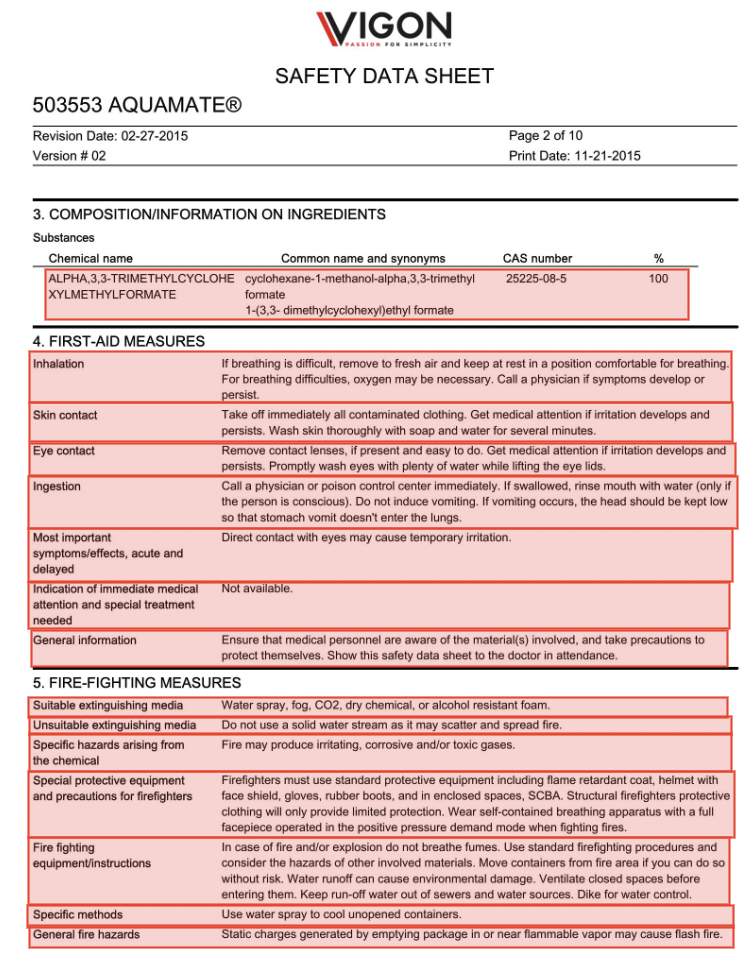 VIGON
PASSION FOR SIMPLICITY
SAFETY DATA SHEET
503553 AQUAMATE®
Revision Date: 02-27-2015 Page 2 of 10
Version # 02 Print Date: 11-21-2015
3. COMPOSITION/INFORMATION ON INGREDIENTS
Substances
Chemical name Common name and synonyms CAS number %
ALPHA,3,3-TRIMETHYLCYCLOHE cyclohexane-1-methanol-alpha,3,3-trimethyl 25225-08-5 100
XYLMETHYLFORMATE formate
1-(3,3- dimethylcyclohexyl)ethyl formate
4. FIRST-AID MEASURES
Inhalation If breathing is difficult, remove to fresh air and keep at rest in a position comfortable for breathing.
For breathing difficulties, oxygen may be necessary. Call a physician if symptoms develop or
persist.
Skin contact Take off immediately all contaminated clothing. Get medical attention if irritation develops and
persists. Wash skin thoroughly with soap and water for several minutes.
Eye contact Remove contact lenses, if present and easy to do. Get medical attention if irritation develops and
persists. Promptly wash eyes with plenty of water while lifting the eye lids.
Ingestion Call a physician or poison control center immediately. If swallowed, rinse mouth with water (only if
the person is conscious). Do not induce vomiting. If vomiting occurs, the head should be kept low
so that stomach vomit doesn't enter the lungs.
Most important Direct contact with eyes may cause temporary irritation.
symptoms/effects, acute and
delayed
Indication of immediate medical Not available.
attention and special treatment
needed
General information Ensure that medical personnel are aware of the material(s) involved, and take precautions to
protect themselves. Show this safety data sheet to the doctor in attendance.
5. FIRE-FIGHTING MEASURES
Suitable extinguishing media Water spray, fog, CO2, dry chemical, or alcohol resistant foam.
Unsuitable extinguishing media Do not use a solid water stream as it may scatter and spread fire.
Specific hazards arising from Fire may produce irritating, corrosive and/or toxic gases.
the chemical
Special protective equipment Firefighters must use standard protective equipment including flame retardant coat, helmet with
and precautions for firefighters face shield, gloves, rubber boots, and in enclosed spaces, SCBA. Structural firefighters protective
clothing will only provide limited protection. Wear self-contained breathing apparatus with a full
facepiece operated in the positive pressure demand mode when fighting fires.
Fire fighting In case of fire and/or explosion do not breathe fumes. Use standard firefighting procedures and
equipment/instructions consider the hazards of other involved materials. Move containers from fire area if you can do so
without risk. Water runoff can cause environmental damage. Ventilate closed spaces before
entering them. Keep run-off water out of sewers and water sources. Dike for water control.
Specific methods Use water spray to cool unopened containers.
General fire hazards Static charges generated by emptying package in or near flammable vapor may cause flash fire.